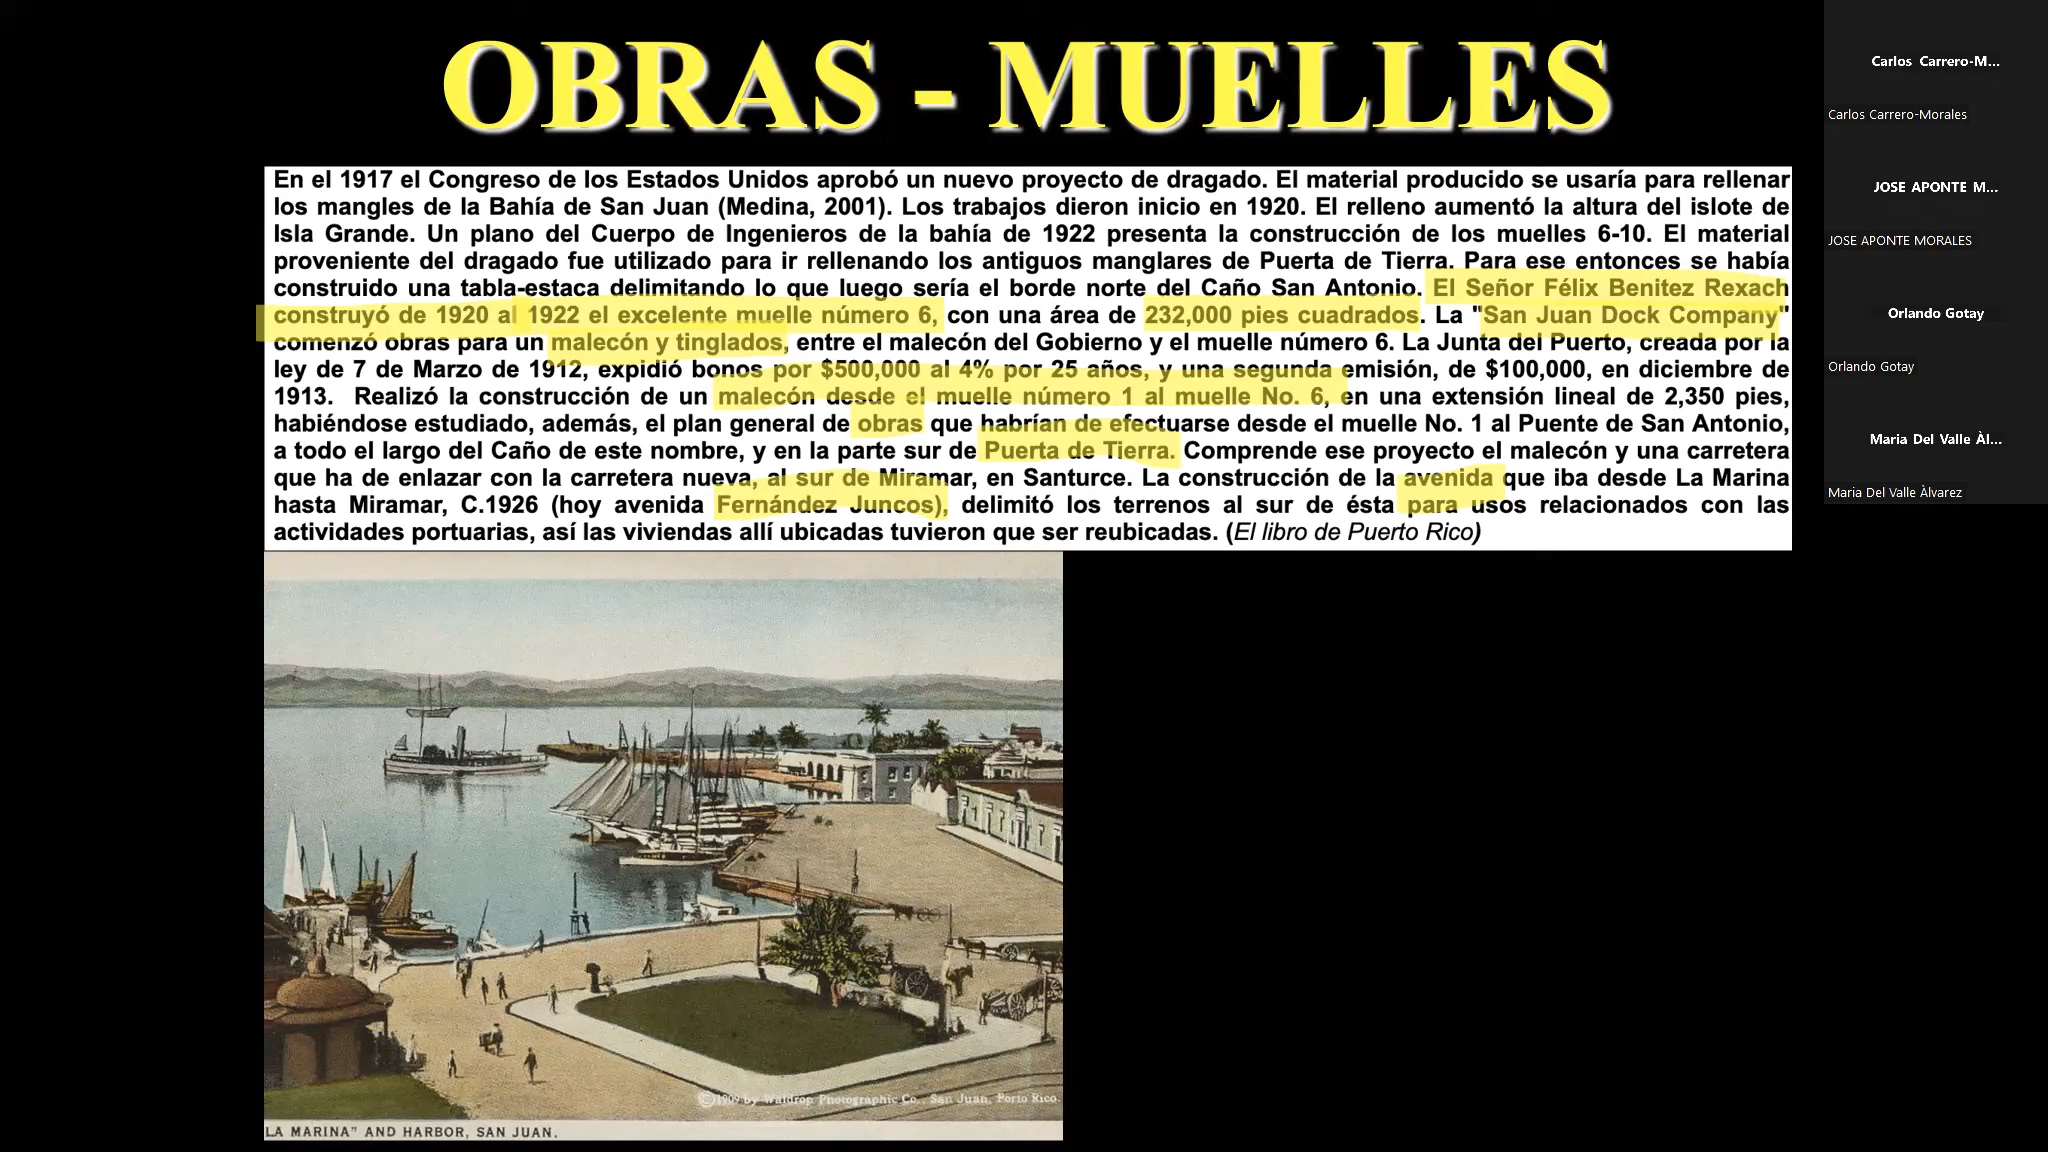 OBRAS - MUELLES
En el 1917 el Congreso de los Estados Unidos aprobó un nuevo proyecto de dragado. El material producido se usaría para rellenar
los mangles de la Bahía de San Juan (Medina, 2001). Los trabajos dieron inicio en 1920. El relleno aumentó la altura del islote de
Isla Grande. Un plano del Cuerpo de Ingenieros de la bahía de 1922 presenta la construcción de los muelles 6-10. El material
proveniente del dragado fue utilizado para ir rellenando los antiguos manglares de Puerta de Tierra. Para ese entonces se había
construido una tabla-estaca delimitando lo que luego sería el borde norte del Caño San Antonio. El Señor Félix Benitez Rexach
construyó de 1920 al 1922 el excelente muelle número 6, con una área de 232,000 pies cuadrados. La "San Juan Dock Company"
comenzó obras para un malecón y tinglados, entre el malecón del Gobierno y el muelle número 6. La Junta del Puerto, creada por la
ley de 7 de Marzo de 1912, expidió bonos por $500,000 al 4% por 25 años, y una segunda emisión, de $100,000, en diciembre de
1913. Realizó la construcción de un malecón desde el muelle número 1 al muelle No. 6, en una extensión lineal de 2,350 pies,
habiéndose estudiado, además, el plan general de obras que habrían de efectuarse desde el muelle No. 1 al Puente de San Antonio,
a todo el largo del Caño de este nombre, y en la parte sur de Puerta de Tierra. Comprende ese proyecto el malecón y una carretera
que ha de enlazar con la carretera nueva, al sur de Miramar, en Santurce. La construcción de la avenida que iba desde La Marina
hasta Miramar, C.1926 (hoy avenida Fernández Juncos), delimitó los terrenos al sur de ésta para usos relacionados con las
actividades portuarias, así las viviendas allí ubicadas tuvieron que ser reubicadas. (El libro de Puerto Rico)
©1909 by Waldrop Photographic Co., San Juan, Porto Rico.
LA MARINA" AND HARBOR, SAN JUAN.
Carlos Carrero-M...
Carlos Carrero-Morales
JOSE APONTE M...
JOSE APONTE MORALES
Orlando Gotay
Orlando Gotay
Maria Del Valle Àl...
Maria Del Valle Àlvarez